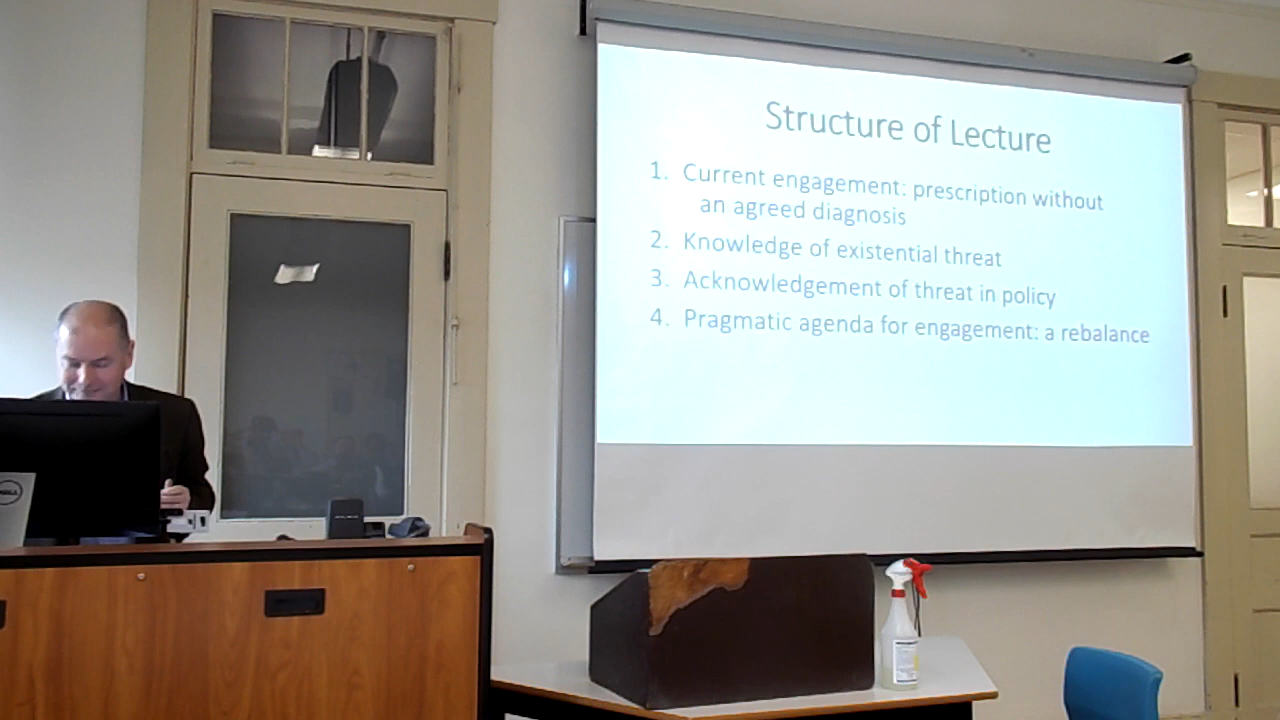 Structure of Lecture
1. Current engagement: prescription without
an agreed diagnosis
2. Knowledge of existential threat
3. Acknowledgement of threat in policy
4. Pragmatic agenda for engagement: a rebalance
DELL